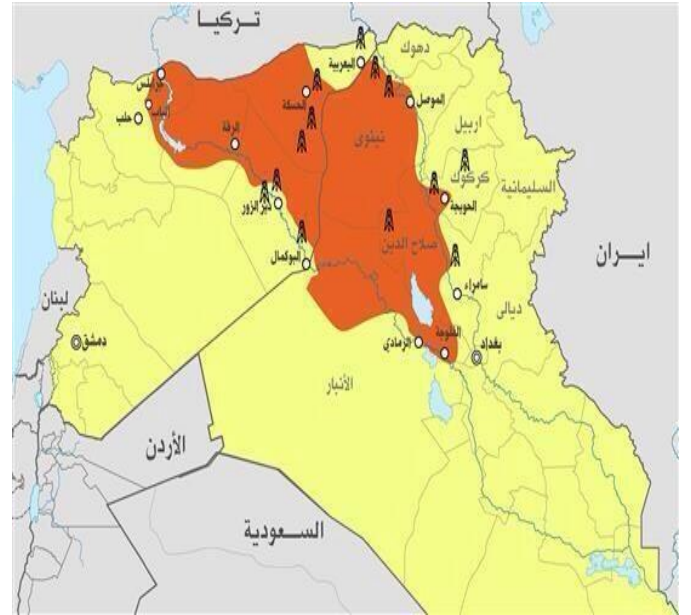 تركيا
دهوك
اليعربية
جرابلس
الموصل
الحسكة
الباب
حلب
اربيل
نينوى
الرقة
السليمانية
كركوك
الحويجة
دير الزور
صلاح الدين
ايران
البوكمال
سامراء
لبنان
ديالى
الفلوجة
دمشق
الرمادي
بغداد
الأنبار
الأردن
السعودية